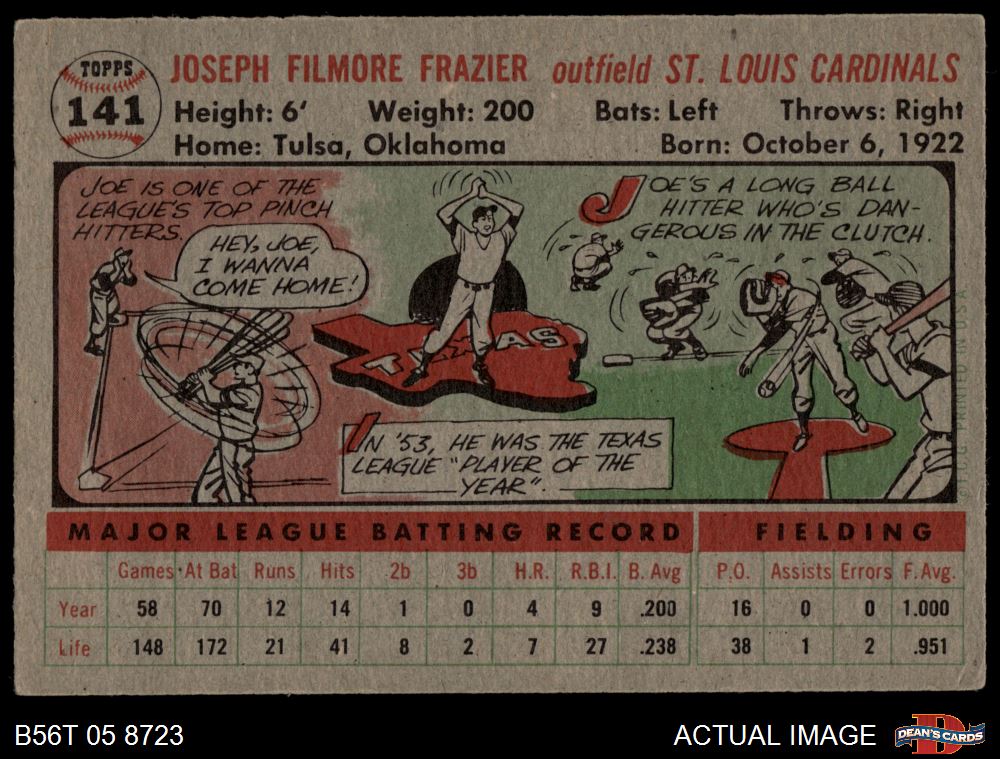 TOPPS
141
JOSEPH FILMORE FRAZIER outfield ST. LOUIS CARDINALS
Height: 6' Weight: 200 Bats: Left Throws: Right
Home: Tulsa, Oklahoma Born: October 6, 1922
JOE IS ONE OF THE
LEAGUE'S TOP PINCH
HITTERS.
HEY, JOE,
I WANNA
COME HOME!
TEXAS
IN '53, HE WAS THE TEXAS
LEAGUE "PLAYER OF THE
YEAR".
JOE'S A LONG BALL
HITTER WHO'S DAN-
GEROUS IN THE CLUTCH.
MAJOR LEAGUE BATTING RECORD FIELDING
Games At Bat Runs Hits 2b 3b H.R. R.B.I. B. Avg P.O. Assists Errors F. Avg.
Year 58 70 12 14 1 0 4 9 .200 16 0 0 1.000
Life 148 172 21 41 8 2 7 27 .238 38 1 2 .951
B56T 05 8723 ACTUAL IMAGE
DEAN'S CARDS